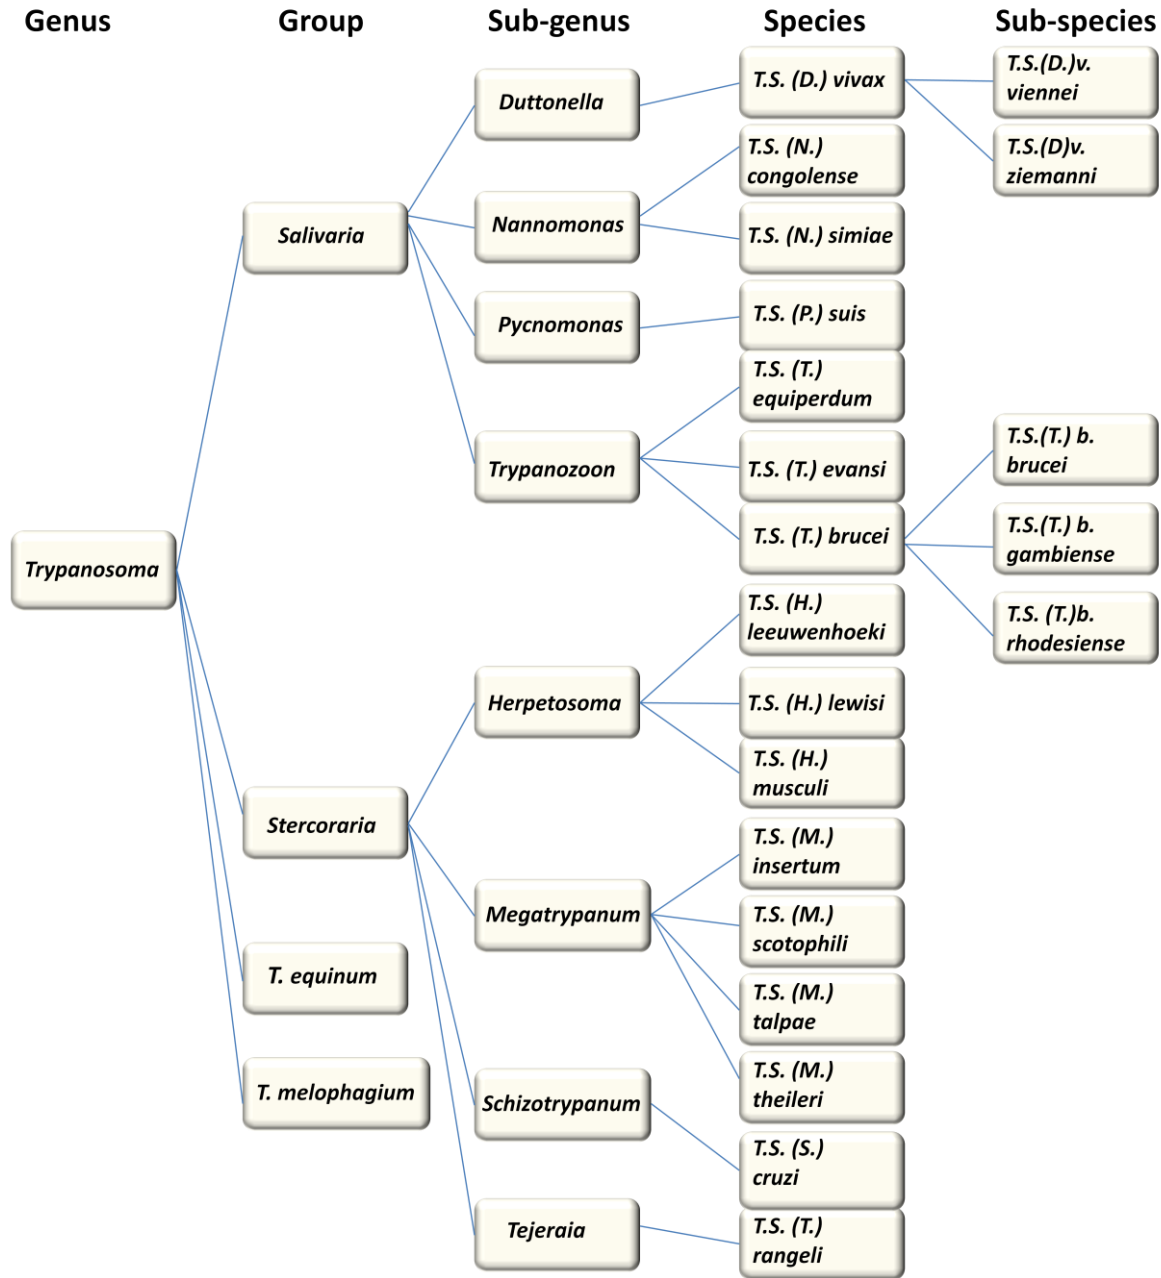 Genus
Group
Sub-genus
Species
Sub-species
Trypanosoma
Salivaria
Stercoraria
T. equinum
T. melophagium
Duttonella
Nannomonas
Pycnomonas
Trypanozoon
Herpetosoma
Megatrypanum
Schizotrypanum
Tejeraia
T.S. (D.) vivax
T.S. (N.)
congolense
T.S. (N.) simiae
T.S. (P.) suis
T.S. (T.)
equiperdum
T.S. (T.) evansi
T.S. (T.) brucei
T.S. (H.)
leeuwenhoeki
T.S. (H.) lewisi
T.S. (H.)
musculi
T.S. (M.)
insertum
T.S. (M.)
scotophili
T.S. (M.)
talpae
T.S. (M.)
theileri
T.S. (S.)
cruzi
T.S. (T.)
rangeli
T.S.(D.)v.
viennei
T.S.(D)v.
ziemanni
T.S.(T.) b.
brucei
T.S.(T.) b.
gambiense
T.S. (T.)b.
rhodesiense